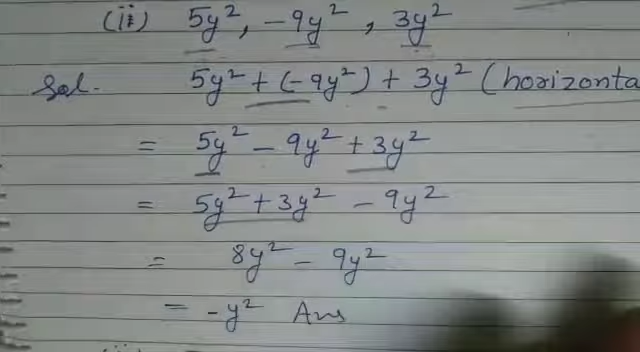 (ii) 5y², -9y², 3y²
Sol. 5y² + (-9y²) + 3y² (horizonta
= 5y² - 9y² + 3y²
= 5y² + 3y² - 9y²
= 8y² - 9y²
= -y² Ans